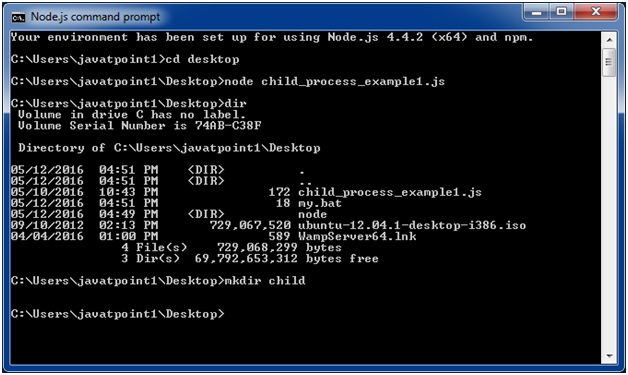 Node.js command prompt
Your environment has been set up for using Node.js 4.4.2 (x64) and npm.
C:\Users\javatpoint1>cd desktop
C:\Users\javatpoint1\Desktop>node child_process_example1.js
C:\Users\javatpoint1\Desktop>dir
Volume in drive C has no label.
Volume Serial Number is 74AB-C38F
Directory of C:\Users\javatpoint1\Desktop
05/12/2016  04:51 PM    <DIR>          .
05/12/2016  04:51 PM    <DIR>          ..
05/10/2016  10:43 PM               172 child_process_example1.js
05/12/2016  04:51 PM                18 my.bat
05/12/2016  04:49 PM    <DIR>          node
09/10/2012  02:13 PM       729,067,520 ubuntu-12.04.1-desktop-i386.iso
04/04/2016  01:00 PM               589 WampServer64.lnk
4 File(s)    729,068,299 bytes
3 Dir(s)  69,792,653,312 bytes free
C:\Users\javatpoint1\Desktop>mkdir child
C:\Users\javatpoint1\Desktop>